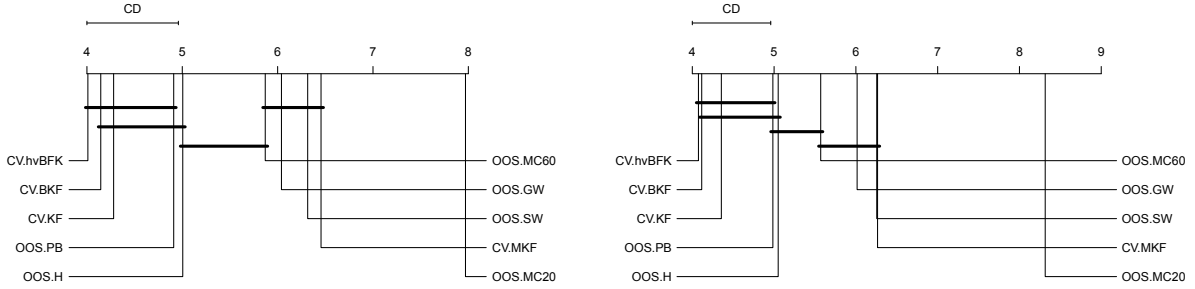 CD
4 5 6 7 8
CV.hvBFK
CV.BKF
CV.KF
OOS.PB
OOS.H
OOS.MC60
OOS.GW
OOS.SW
CV.MKF
OOS.MC20
CD
4 5 6 7 8 9
CV.hvBFK
CV.BKF
CV.KF
OOS.PB
OOS.H
OOS.MC60
OOS.GW
OOS.SW
CV.MKF
OOS.MC20